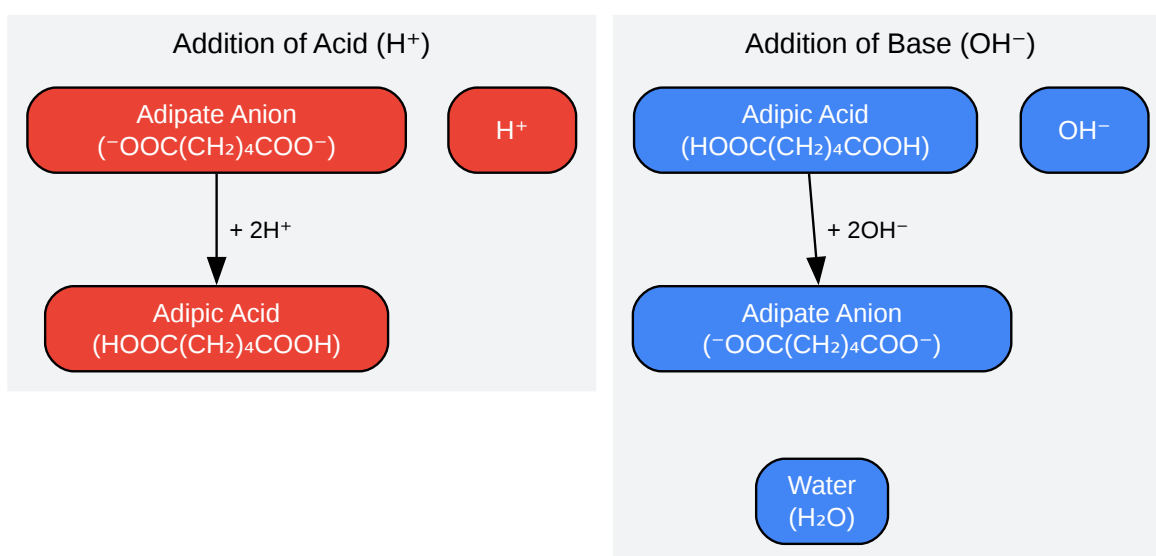 Addition of Acid (H⁺)
Adipate Anion
(⁻OOC(CH₂)₄COO⁻)
H⁺
+ 2H⁺
Adipic Acid
(HOOC(CH₂)₄COOH)
Addition of Base (OH⁻)
Adipic Acid
(HOOC(CH₂)₄COOH)
OH⁻
+ 2OH⁻
Adipate Anion
(⁻OOC(CH₂)₄COO⁻)
Water
(H₂O)